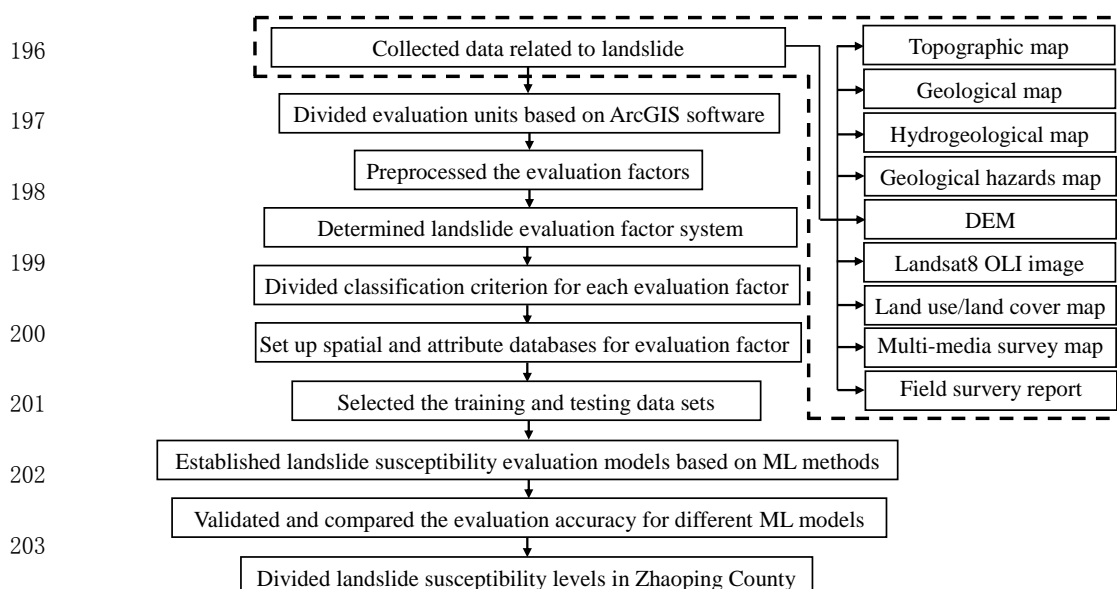 196
Collected data related to landslide
Topographic map
Geological map
197
Divided evaluation units based on ArcGIS software
Hydrogeological map
Preprocessed the evaluation factors
Geological hazards map
198
Determined landslide evaluation factor system
DEM
199
Divided classification criterion for each evaluation factor
Landsat8 OLI image
Land use/land cover map
200
Set up spatial and attribute databases for evaluation factor
Multi-media survey map
201
Selected the training and testing data sets
Field survery report
202
Established landslide susceptibility evaluation models based on ML methods
Validated and compared the evaluation accuracy for different ML models
203
Divided landslide susceptibility levels in Zhaoping County